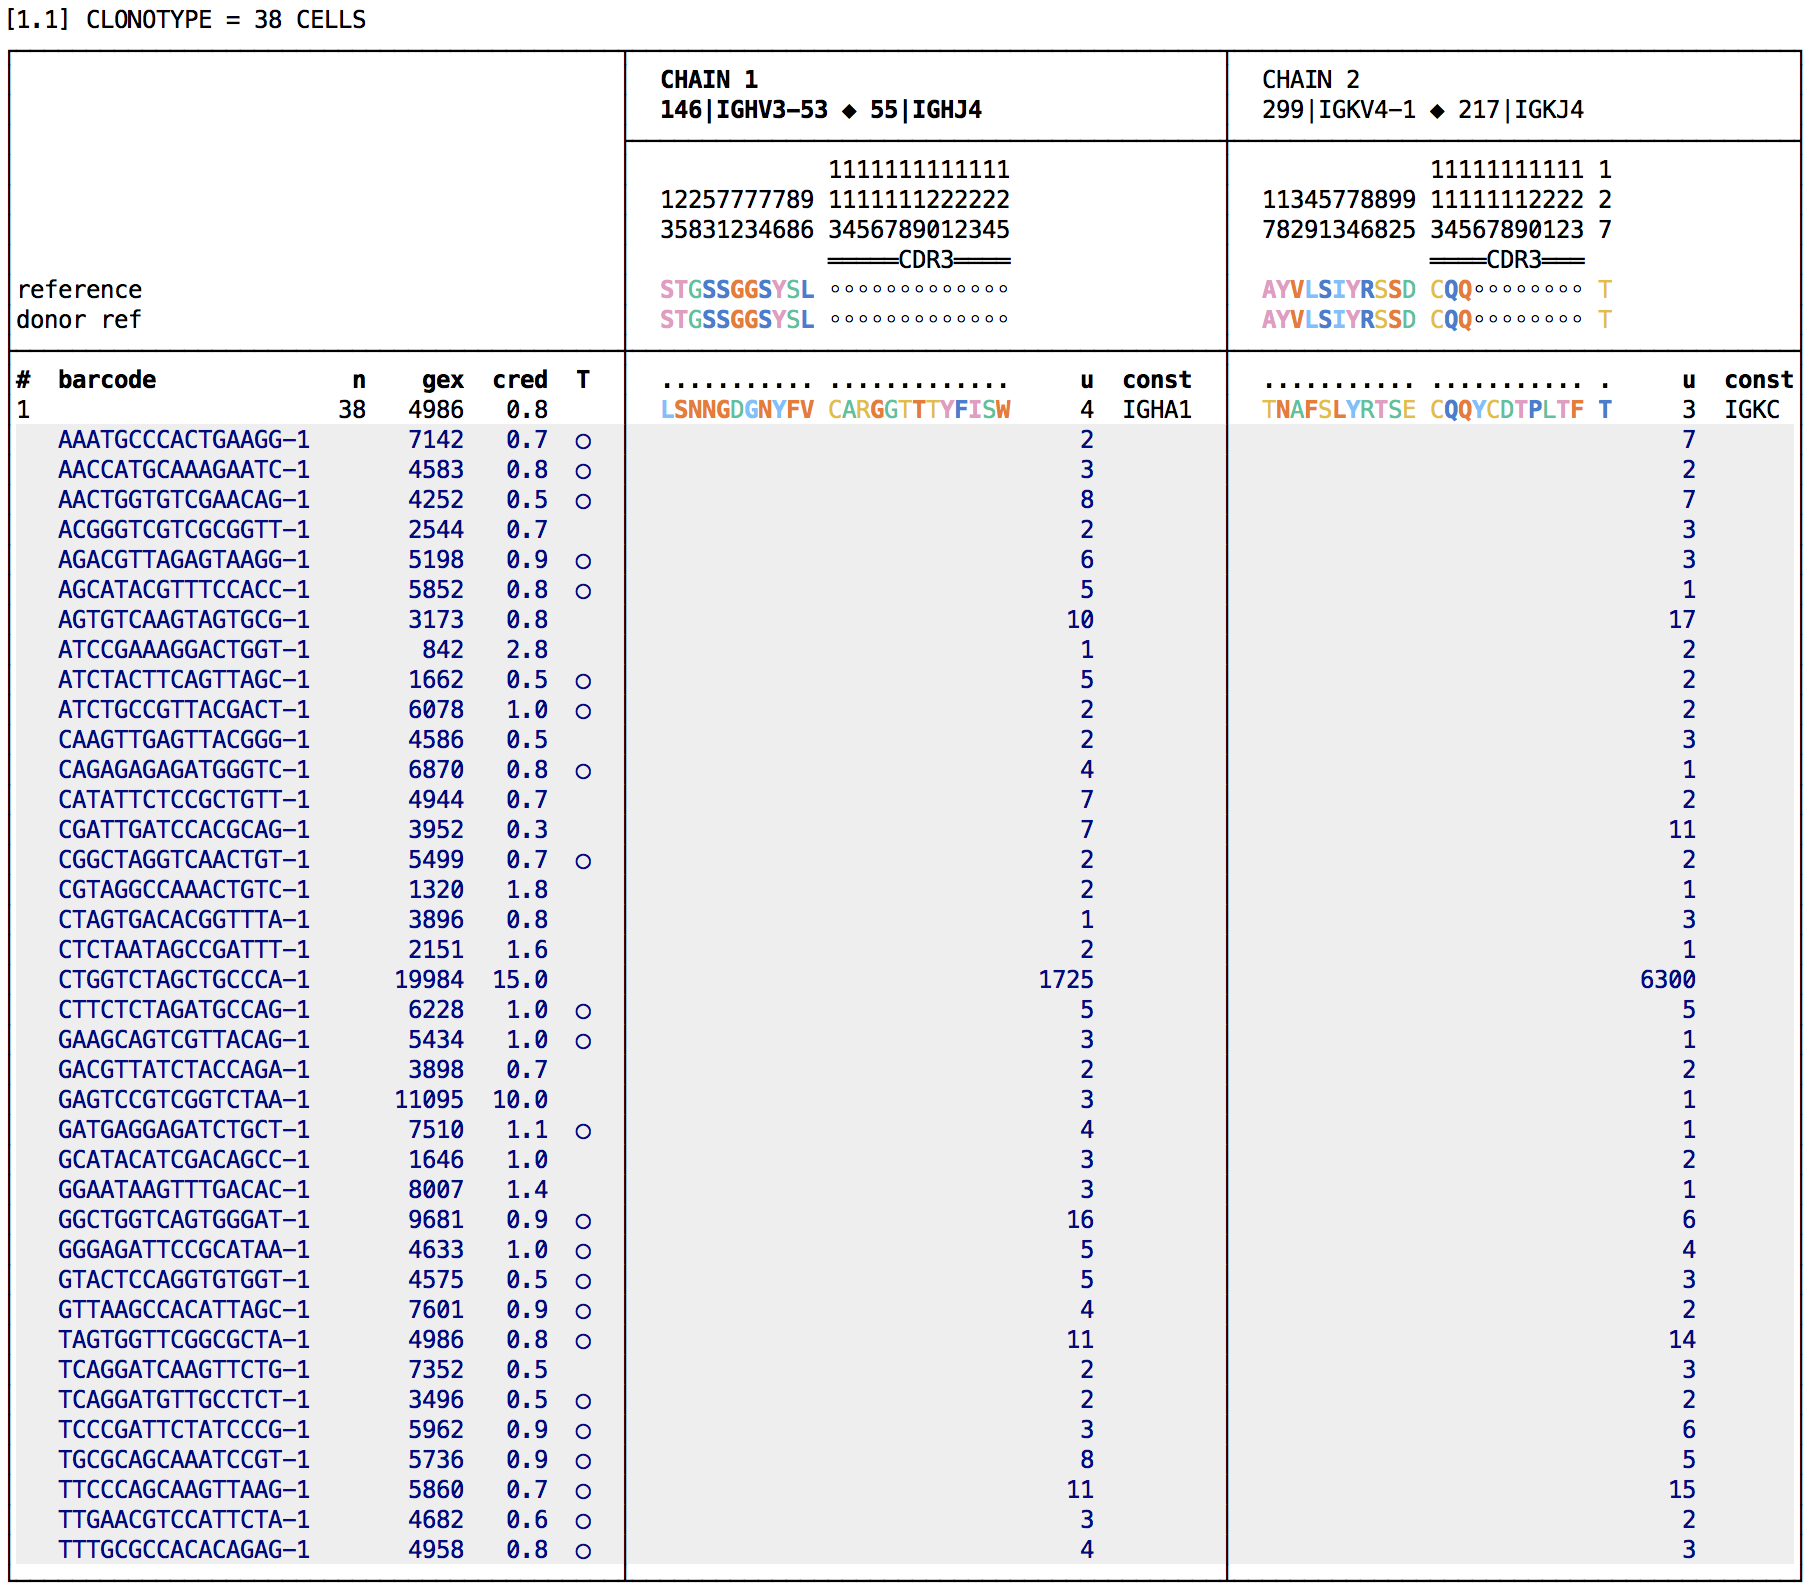 [1.1] CLONOTYPE = 38 CELLS
CHAIN 1 CHAIN 2
146|IGHV3−53 ◆ 55|IGHJ4 299|IGKV4−1 ◆ 217|IGKJ4
1111111111111 11111111111 1
12257777789 1111111222222 11345778899 11111112222 2
35831234686 3456789012345 78291346825 34567890123 7
══════CDR3═════ ═════CDR3════
reference STGSSGGSYSL ◦◦◦◦◦◦◦◦◦◦◦◦◦ AYVLSIYRSSD CQQ◦◦◦◦◦◦◦◦ T
donor ref STGSSGGSYSL ◦◦◦◦◦◦◦◦◦◦◦◦◦ AYVLSIYRSSD CQQ◦◦◦◦◦◦◦◦ T
# barcode n gex cred T ........... ............. u const ........... ........... . u const
1 38 4986 0.8 LSNNGDGNYFV CARGGTTTYFISW 4 IGHA1 TNAFSLYRTSE CQQYCDTPLTF T 3 IGKC
AAATGCCCACTGAAGG−1 7142 0.7 ○ 2 7
AACCATGCAAAGAATC−1 4583 0.8 ○ 3 2
AACTGGTGTCGAACAG−1 4252 0.5 ○ 8 7
ACGGGTCGTCGCGGTT−1 2544 0.7 2 3
AGACGTTAGAGTAAGG−1 5198 0.9 ○ 6 3
AGCATACGTTTCCACC−1 5852 0.8 ○ 5 1
AGTGTCAAGTAGTGCG−1 3173 0.8 10 17
ATCCGAAAGGACTGGT−1 842 2.8 1 2
ATCTACTTCAGTTAGC−1 1662 0.5 ○ 5 2
ATCTGCCGTTACGACT−1 6078 1.0 ○ 2 2
CAAGTTGAGTTACGGG−1 4586 0.5 2 3
CAGAGAGAGATGGGTC−1 6870 0.8 ○ 4 1
CATATTCTCCGCTGTT−1 4944 0.7 7 2
CGATTGATCCACGCAG−1 3952 0.3 7 11
CGGCTAGGTCAACTGT−1 5499 0.7 ○ 2 2
CGTAGGCCAAACTGTC−1 1320 1.8 2 1
CTAGTGACACGGTTTA−1 3896 0.8 1 3
CTCTAATAGCCGATTT−1 2151 1.6 2 1
CTGGTCTAGCTGCCCA−1 19984 15.0 1725 6300
CTTCTCTAGATGCCAG−1 6228 1.0 ○ 5 5
GAAGCAGTCGTTACAG−1 5434 1.0 ○ 3 1
GACGTTATCTACCAGA−1 3898 0.7 2 2
GAGTCCGTCGGTCTAA−1 11095 10.0 3 1
GATGAGGAGATCTGCT−1 7510 1.1 ○ 4 1
GCATACATCGACAGCC−1 1646 1.0 3 2
GGAATAAGTTTGACAC−1 8007 1.4 3 1
GGCTGGTCAGTGGGAT−1 9681 0.9 ○ 16 6
GGGAGATTCCGCATAA−1 4633 1.0 ○ 5 4
GTACTCCAGGTGTGGT−1 4575 0.5 ○ 5 3
GTTAAGCCACATTAGC−1 7601 0.9 ○ 4 2
TAGTGGTTCGGCGCTA−1 4986 0.8 ○ 11 14
TCAGGATCAAGTTCTG−1 7352 0.5 2 3
TCAGGATGTTGCCTCT−1 3496 0.5 ○ 2 2
TCCCGATTCTATCCCG−1 5962 0.9 ○ 3 6
TGCGCAGCAAATCCGT−1 5736 0.9 ○ 8 5
TTCCCAGCAAGTTAAG−1 5860 0.7 ○ 11 15
TTGAACGTCCATTCTA−1 4682 0.6 ○ 3 2
TTTGCGCCACACAGAG−1 4958 0.8 ○ 4 3